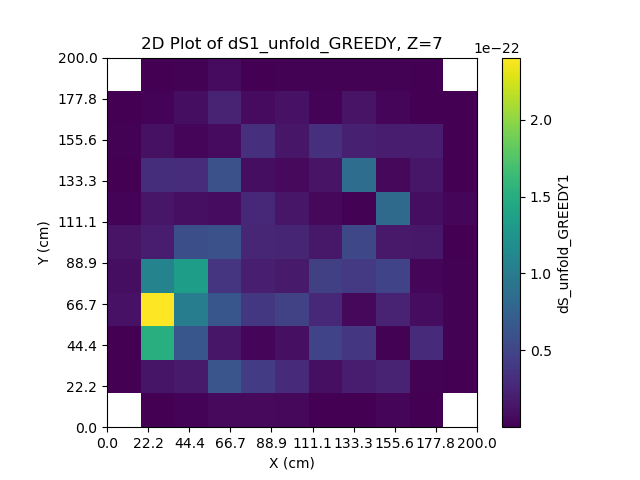 2D Plot of dS1_unfold_GREEDY, Z=7
1e−22
200.0
177.8
155.6
133.3
111.1
88.9
66.7
44.4
22.2
0.0
Y (cm)
0.0 22.2 44.4 66.7 88.9 111.1 133.3 155.6 177.8 200.0
X (cm)
2.0
1.5
1.0
0.5
dS_unfold_GREEDY1